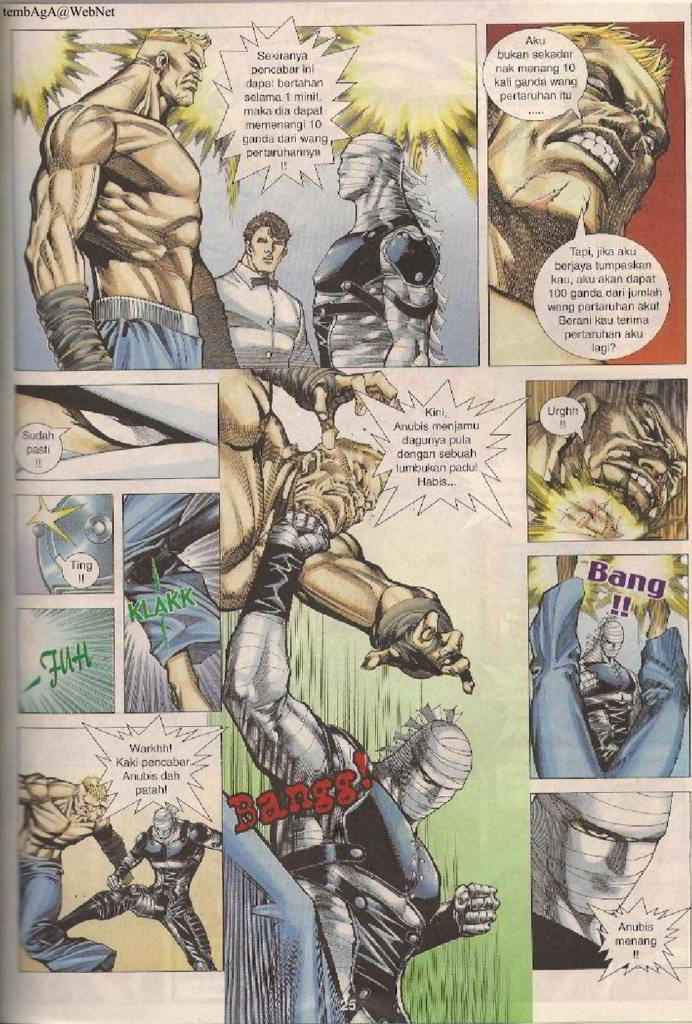 tembAgA@WebNet
Sekiranya
pencabar ini
dapat bertahan
selama 1 minit,
maka dia dapat
memenangi 10
ganda dari wang
pertaruhannya
!!
Aku
bukan sekadar
nak menang 10
kali ganda wang
pertaruhan itu
.....
Tapi, jika aku
berjaya tumpaskan
kau, aku akan dapat
100 ganda dari jumlah
wang pertaruhan aku!
Berani kau terima
pertaruhan aku
lagi?
Sudah
pasti
!!
Ting
!!
KLAKK
FUH
Warkhh!
Kaki pencabar
Anubis dah
patah!
Kini,
Anubis menjamu
dagunya pula
dengan sebuah
tumbukan padu!
Habis...
Bangg!
Urghh
!!
Bang
!!
Anubis
menang
!!
25